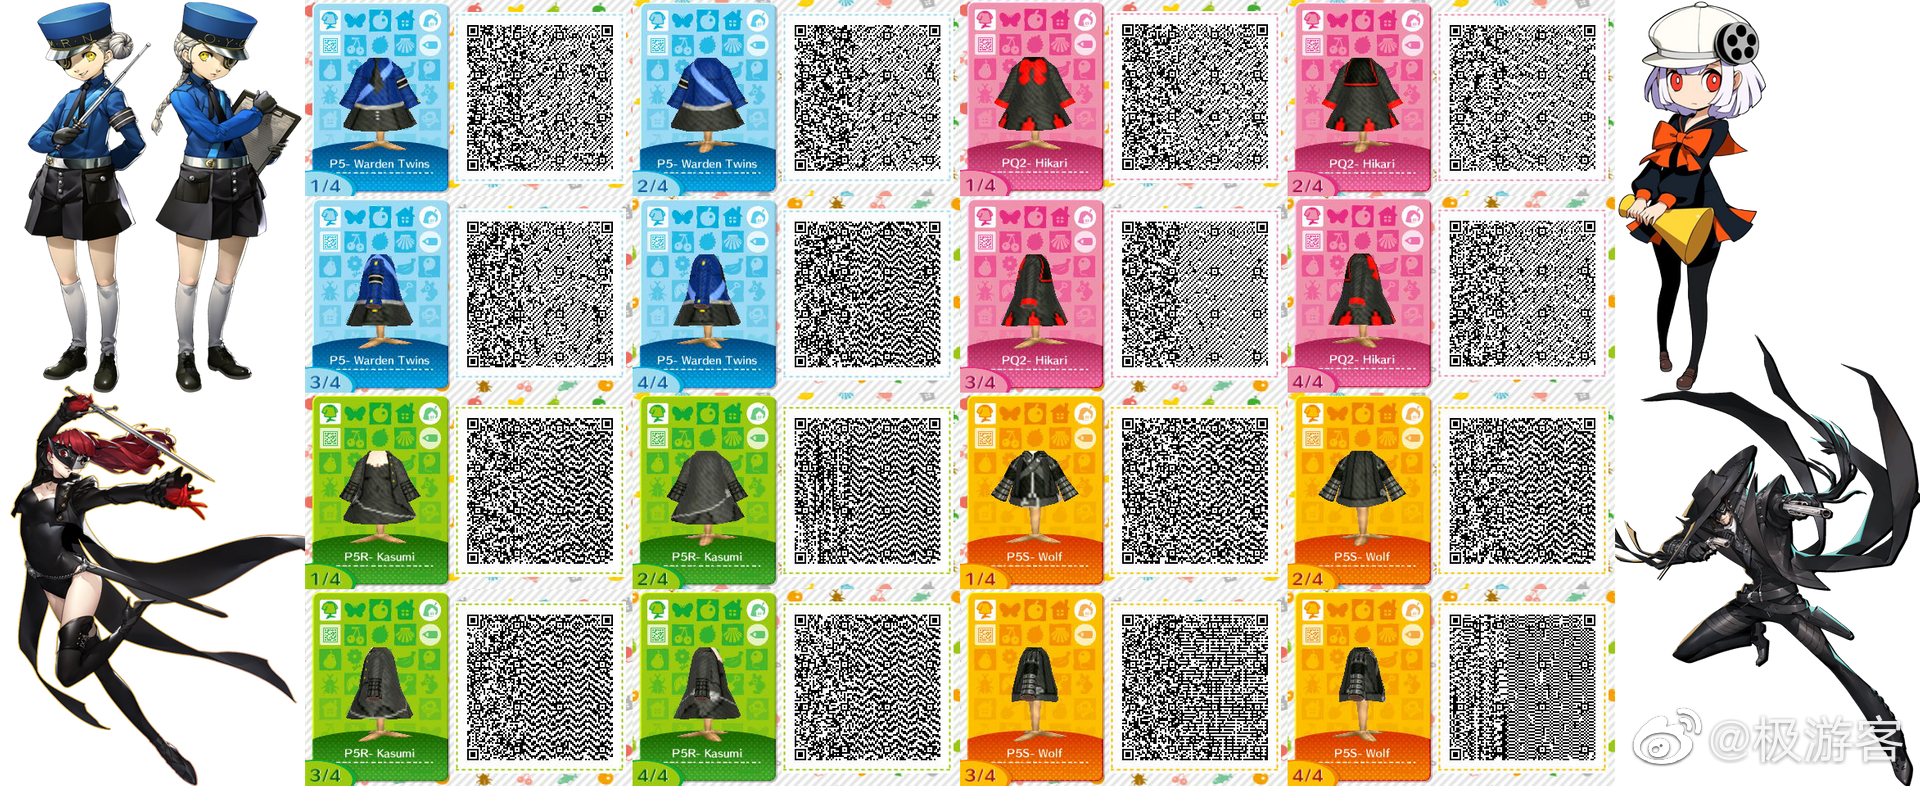 P5- Warden Twins
1/4
P5- Warden Twins
2/4
PQ2- Hikari
1/4
PQ2- Hikari
2/4
P5- Warden Twins
3/4
P5- Warden Twins
4/4
PQ2- Hikari
3/4
PQ2- Hikari
4/4
P5R- Kasumi
1/4
P5R- Kasumi
2/4
P5S- Wolf
1/4
P5S- Wolf
2/4
P5R- Kasumi
3/4
P5R- Kasumi
4/4
P5S- Wolf
3/4
P5S- Wolf
4/4
@极游客